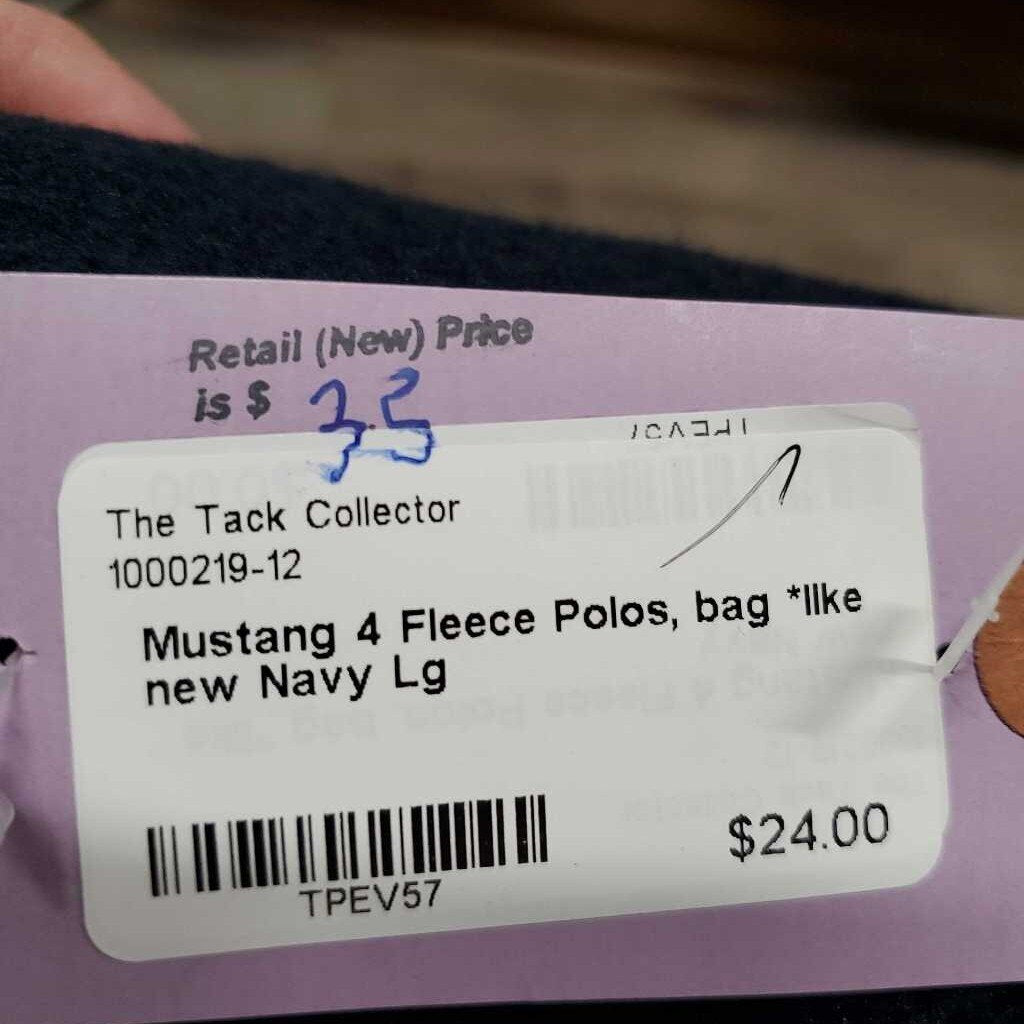 Retail (New) Price
is $ 35
The Tack Collector
1000219-12
Mustang 4 Fleece Polos, bag *lIke
new Navy Lg
$24.00
TPEV57
TPEV57